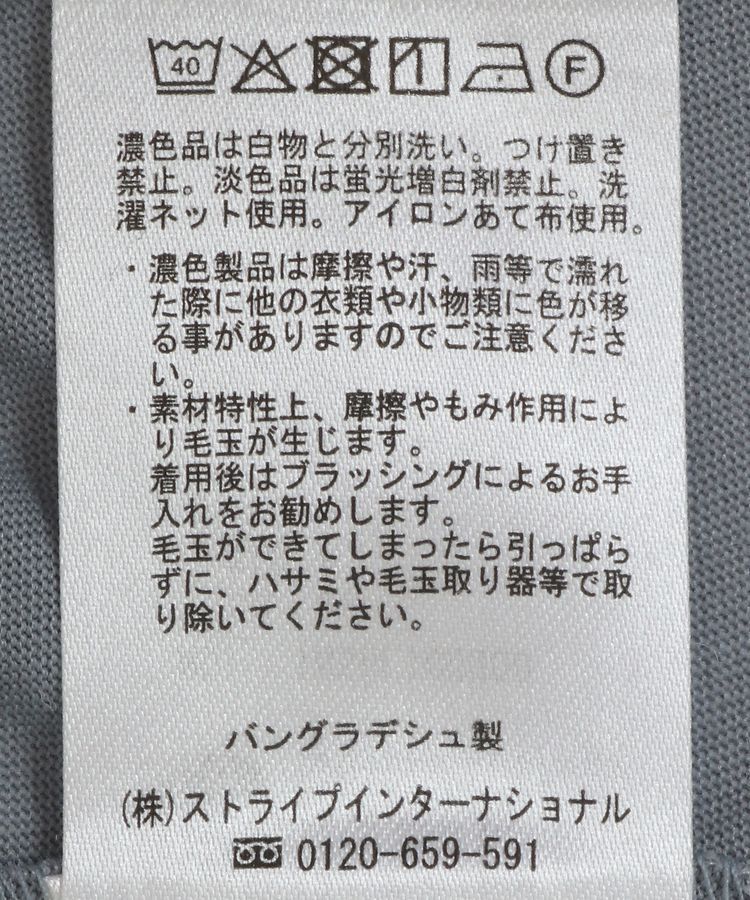 40
F
濃色品は白物と分別洗い。つけ置き
禁止。淡色品は蛍光増白剤禁止。洗
濯ネット使用。アイロンあて布使用。
・濃色製品は摩擦や汗、雨等で濡れ
た際に他の衣類や小物類に色が移
る事がありますのでご注意くださ
い。
・素材特性上、摩擦やもみ作用によ
り毛玉が生じます。
着用後はブラッシングによるお手
入れをお勧めします。
毛玉ができてしまったら引っぱら
ずに、ハサミや毛玉取り器等で取
り除いてください。
バングラデシュ製
(株)ストライプインターナショナル
0120-659-591